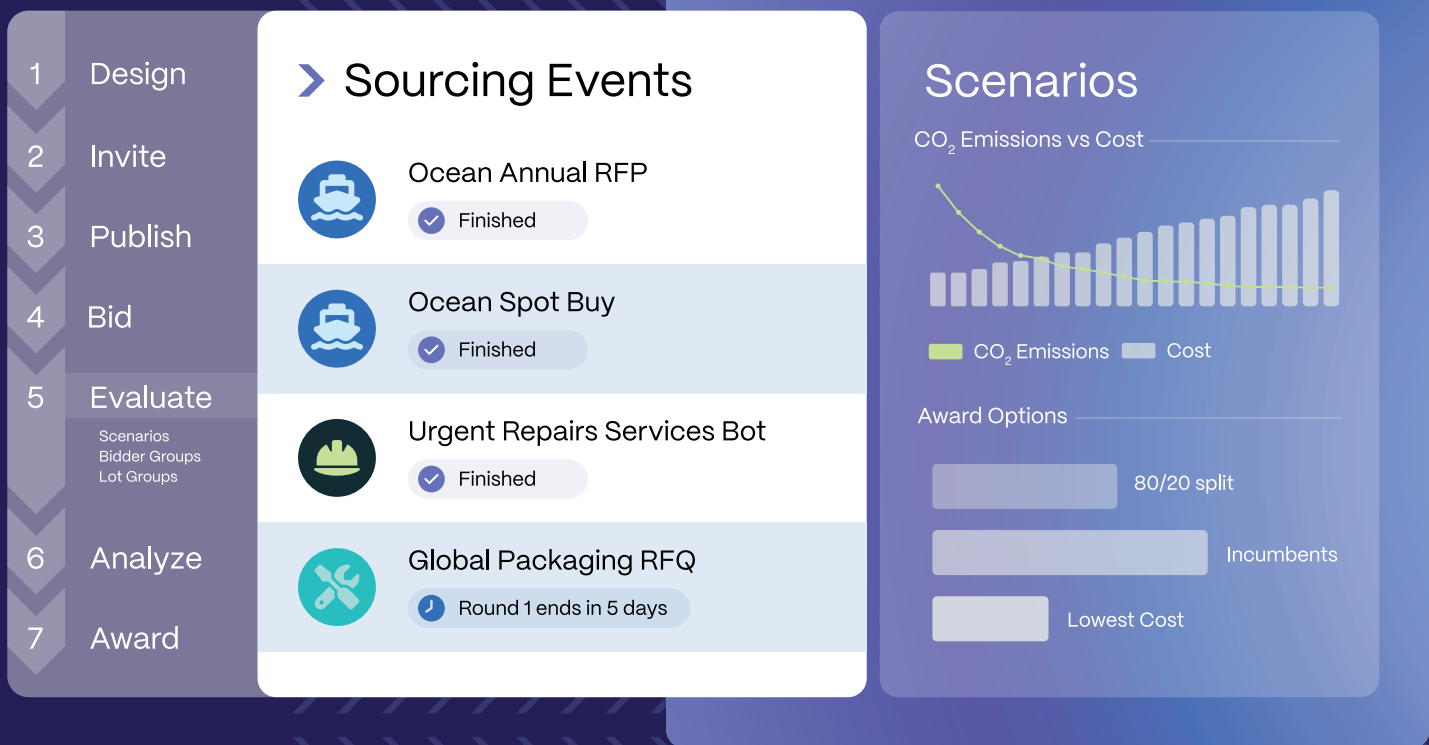 1 Design
2 Invite
3 Publish
4 Bid
5 Evaluate
Scenarios
Bidder Groups
Lot Groups
6 Analyze
7 Award
Sourcing Events
Ocean Annual RFP
Finished
Ocean Spot Buy
Finished
Urgent Repairs Services Bot
Finished
Global Packaging RFQ
Round 1 ends in 5 days
Scenarios
CO₂ Emissions vs Cost
CO₂ Emissions Cost
Award Options
80/20 split
Incumbents
Lowest Cost